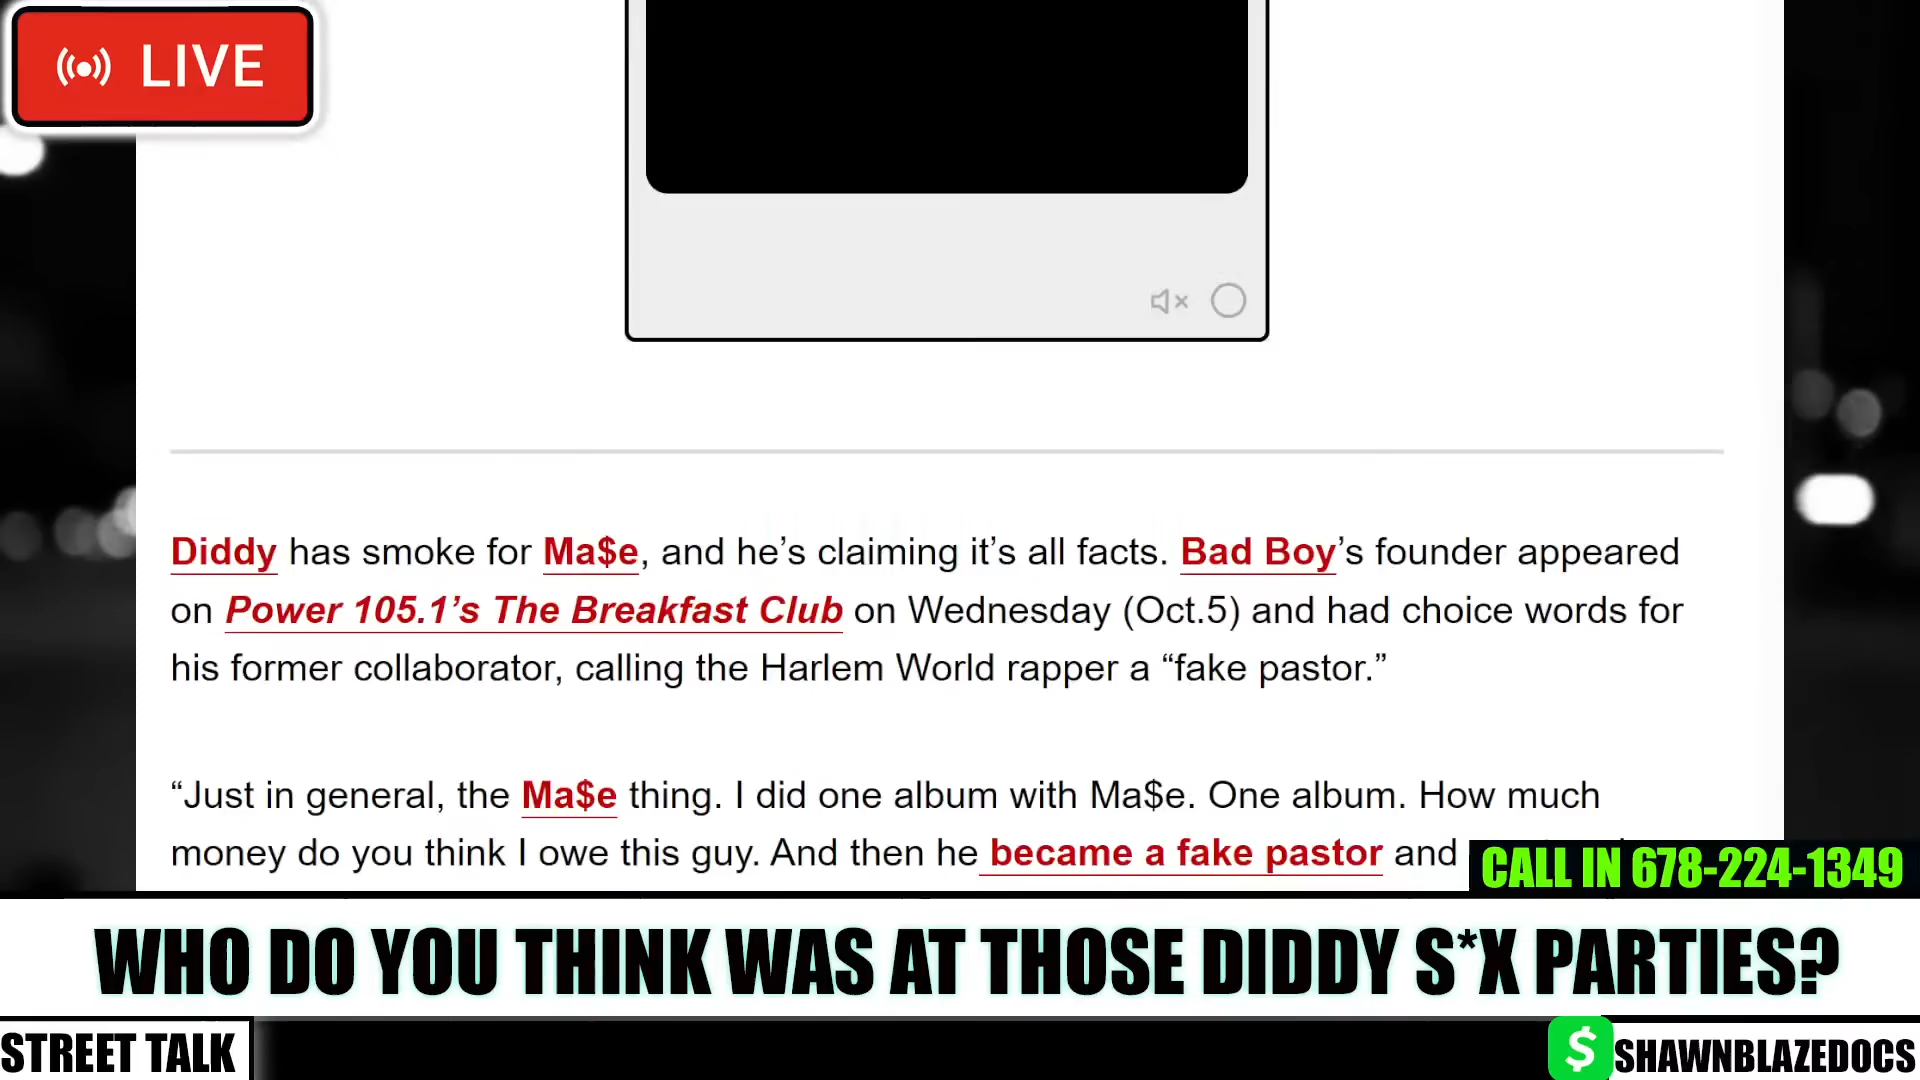 LIVE
Diddy has smoke for Ma$e, and he’s claiming it’s all facts. Bad Boy’s founder appeared
on Power 105.1’s The Breakfast Club on Wednesday (Oct.5) and had choice words for
his former collaborator, calling the Harlem World rapper a “fake pastor.”
“Just in general, the Ma$e thing. I did one album with Ma$e. One album. How much
money do you think I owe this guy. And then he became a fake pastor and
CALL IN 678-224-1349
WHO DO YOU THINK WAS AT THOSE DIDDY S*X PARTIES?
STREET TALK
$ SHAWNBLAZEDOCS